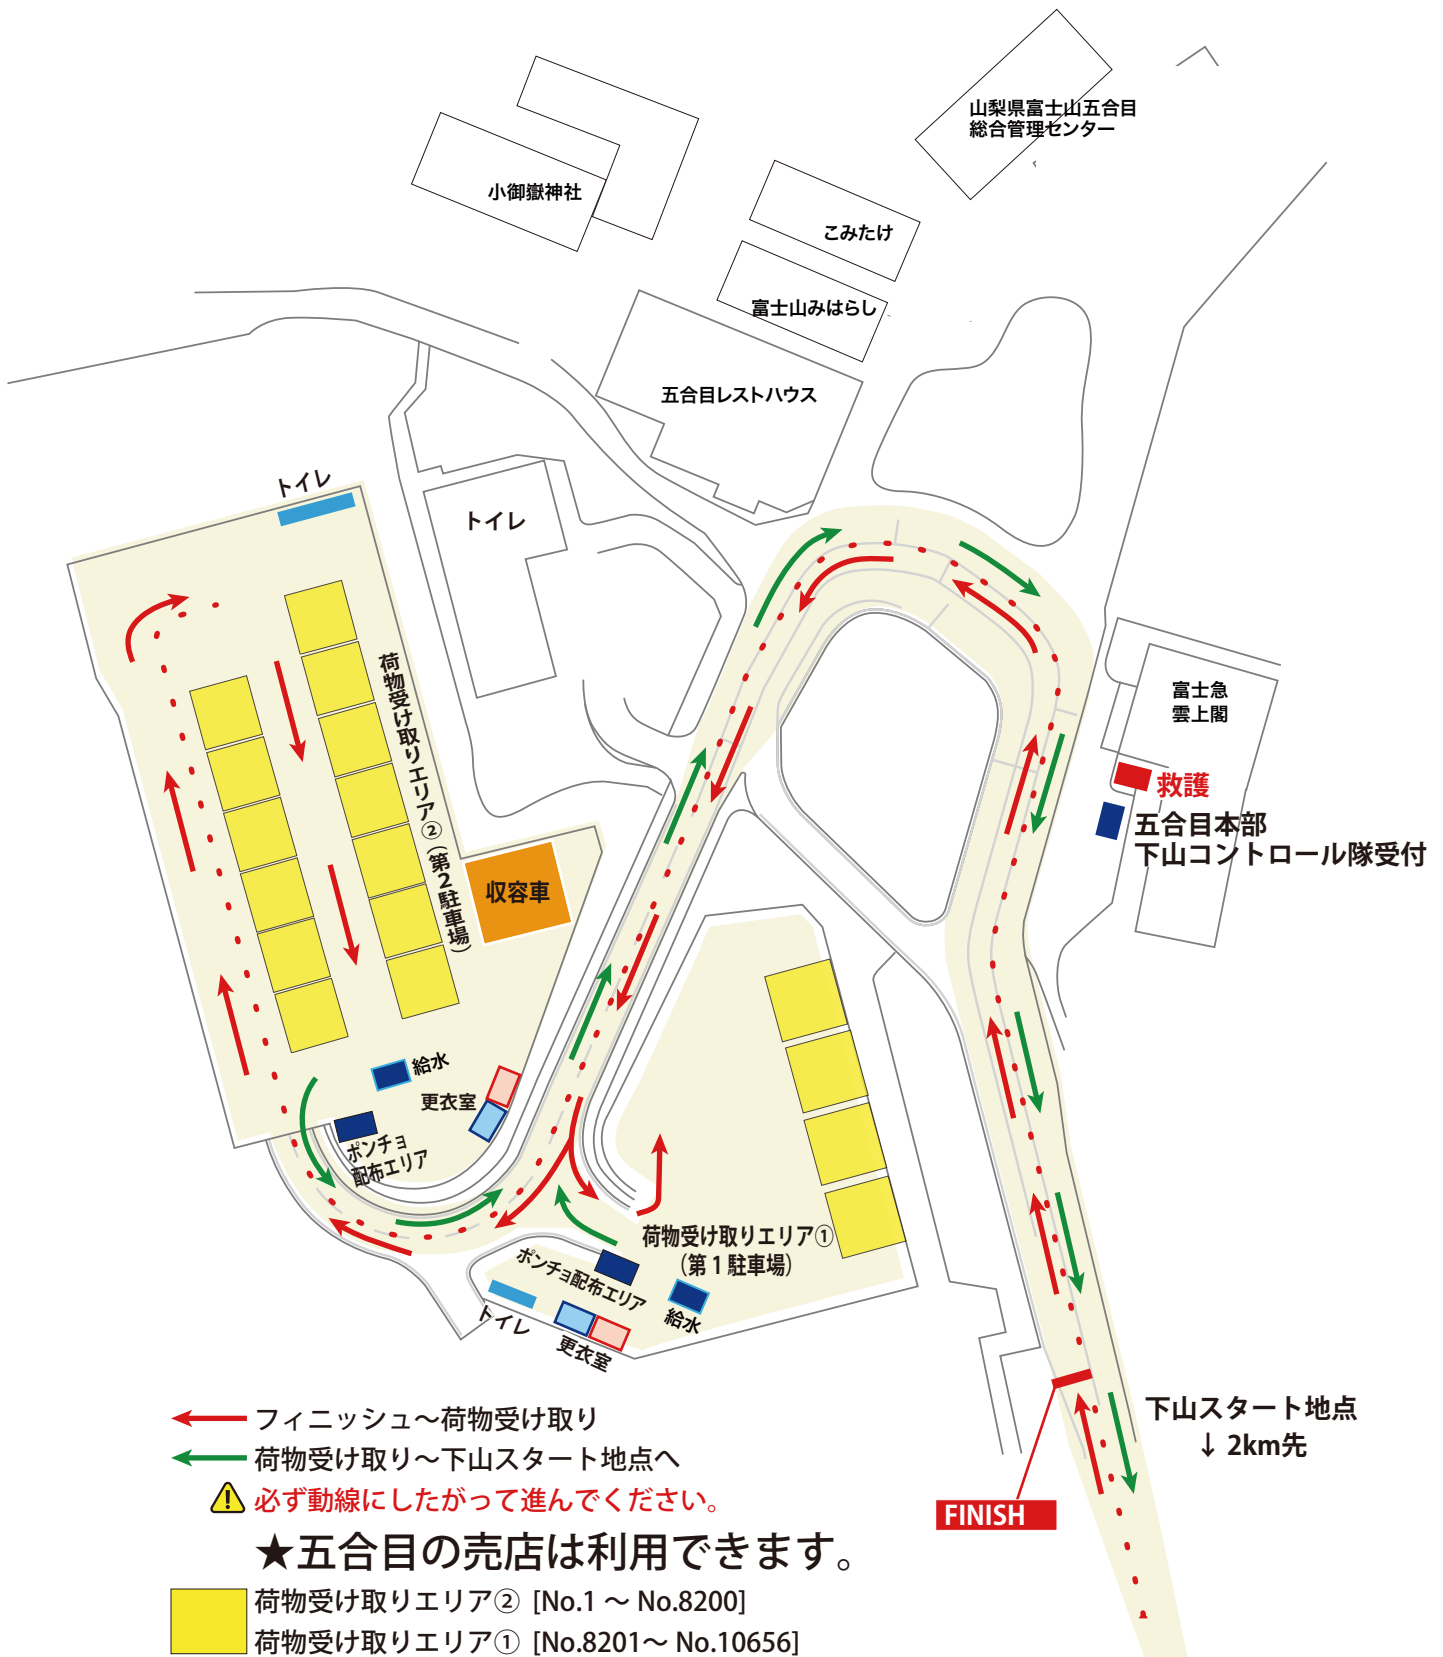 山梨県富士山五合目
総合管理センター
小御嶽神社
こみたけ
富士山みはらし
五合目レストハウス
トイレ
トイレ
荷物受け取りエリア②(第2駐車場)
富士急
雲上閣
救護
五合目本部
下山コントロール隊受付
収容車
給水
更衣室
ポンチョ
配布エリア
荷物受け取りエリア①
(第1駐車場)
ポンチョ配布エリア
給水
トイレ
更衣室
下山スタート地点
↓ 2km先
FINISH
フィニッシュ〜荷物受け取り
荷物受け取り〜下山スタート地点へ
必ず動線にしたがって進んでください。
★五合目の売店は利用できます。
荷物受け取りエリア② [No.1 〜 No.8200]
荷物受け取りエリア① [No.8201〜 No.10656]